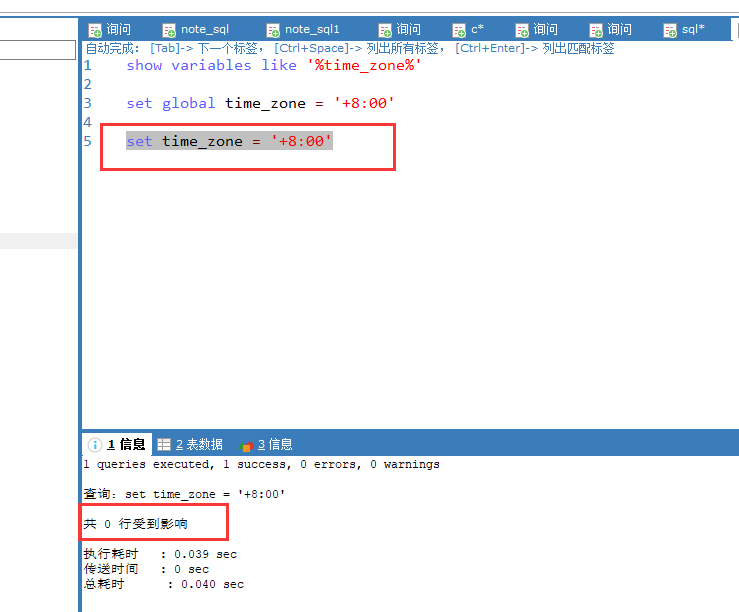 询问 note_sql note_sql1 询问 c* 询问 询问 sql*
自动完成: [Tab]-> 下一个标签, [Ctrl+Space]-> 列出所有标签, [Ctrl+Enter]-> 列出匹配标签
1 show variables like '%time_zone%'
2
3 set global time_zone = '+8:00'
4
5 set time_zone = '+8:00'
1 信息 2 表数据 3 信息
1 queries executed, 1 success, 0 errors, 0 warnings
查询: set time_zone = '+8:00'
共 0 行受到影响
执行耗时 : 0.039 sec
传送时间 : 0 sec
总耗时 : 0.040 sec